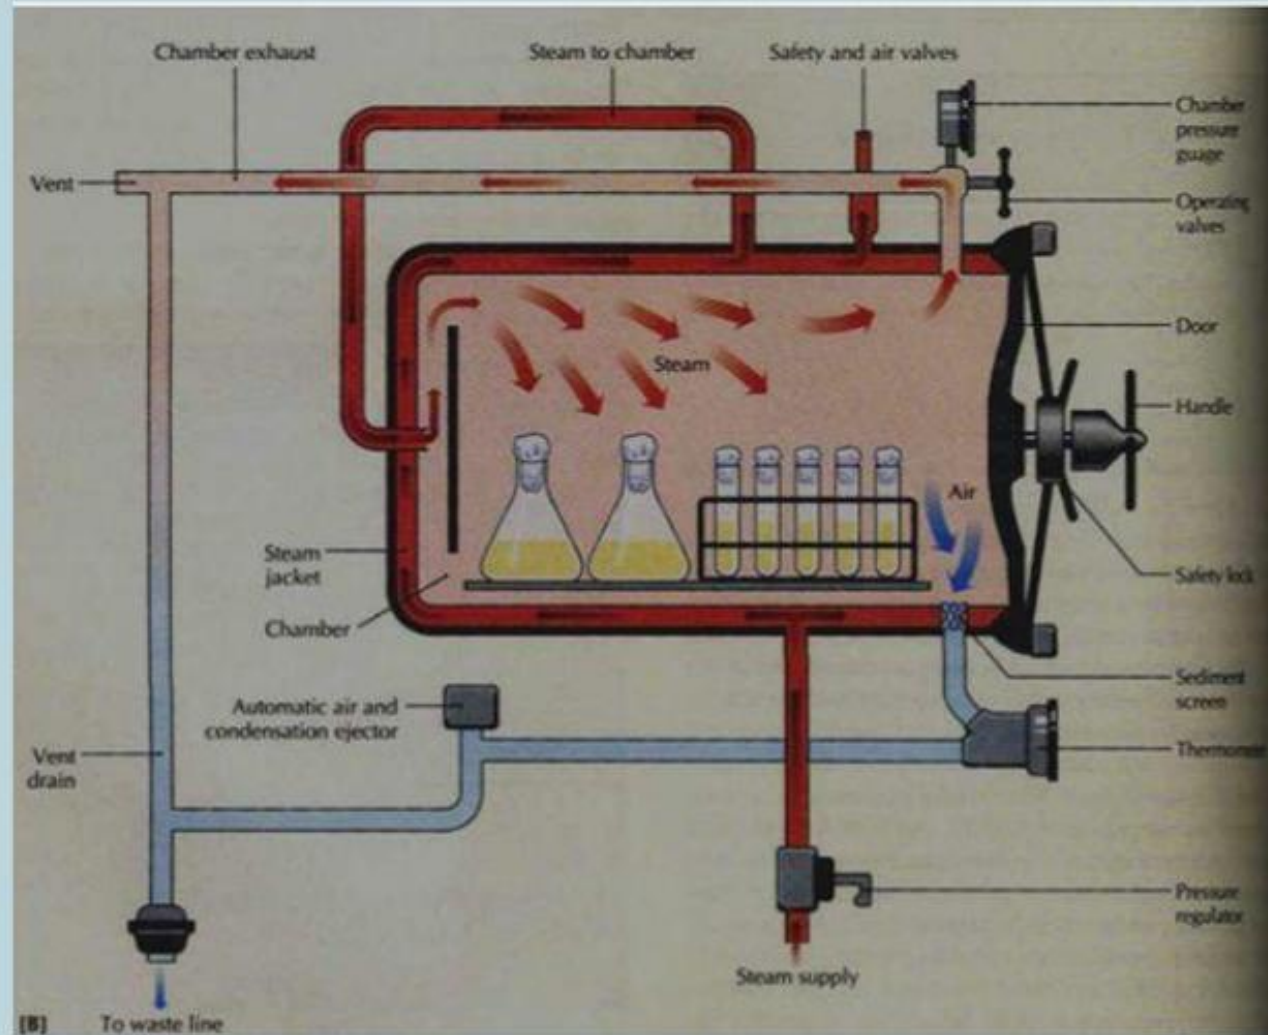 Chamber exhaust
Steam to chamber
Safety and air valves
Chamber
pressure
guage
Vent
Operating
valves
Door
Steam
Handle
Air
Steam
jacket
Safety lock
Chamber
Sediment
screen
Automatic air and
condensation ejector
Vent
drain
Pressure
regulator
Steam supply
[B]
To waste line